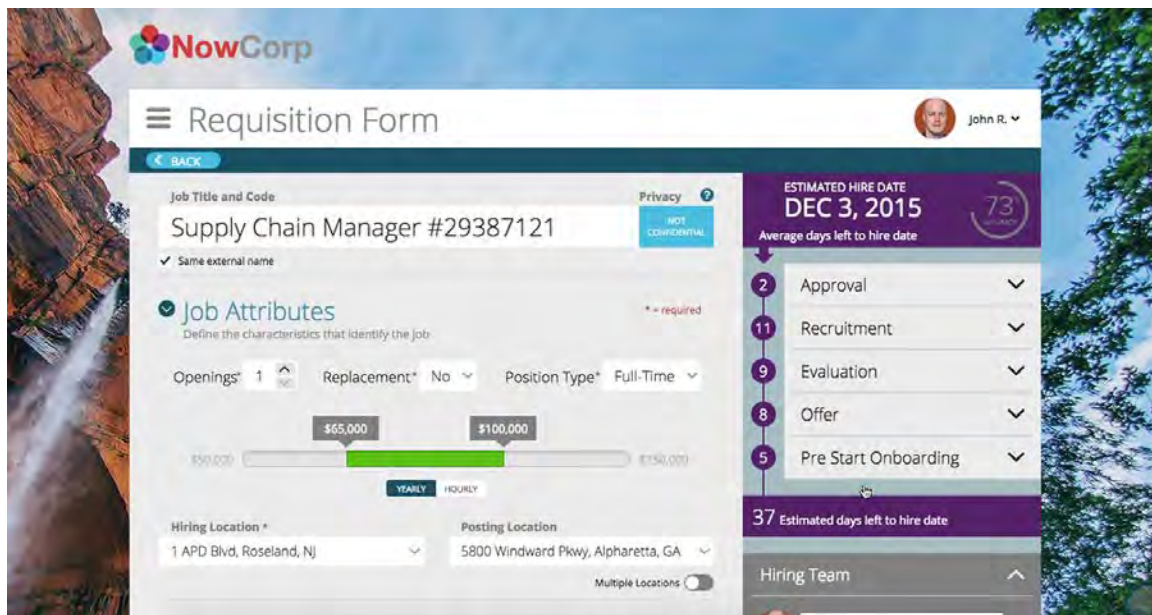 NowCorp
Requisition Form
John R.
BACK
Job Title and Code
Privacy ?
Supply Chain Manager #29387121
NOT CONFIDENTIAL
Same external name
Job Attributes
* = required
Define the characteristics that identify the job
Openings* 1
Replacement* No
Position Type* Full-Time
$65,000
$100,000
$50,000
$150,000
YEARLY HOURLY
Hiring Location *
Posting Location
1 APD Blvd, Roseland, NJ
5800 Windward Pkwy, Alpharetta, GA
Multiple Locations
ESTIMATED HIRE DATE
DEC 3, 2015
73
Average days left to hire date
2 Approval
11 Recruitment
9 Evaluation
8 Offer
5 Pre Start Onboarding
37 Estimated days left to hire date
Hiring Team